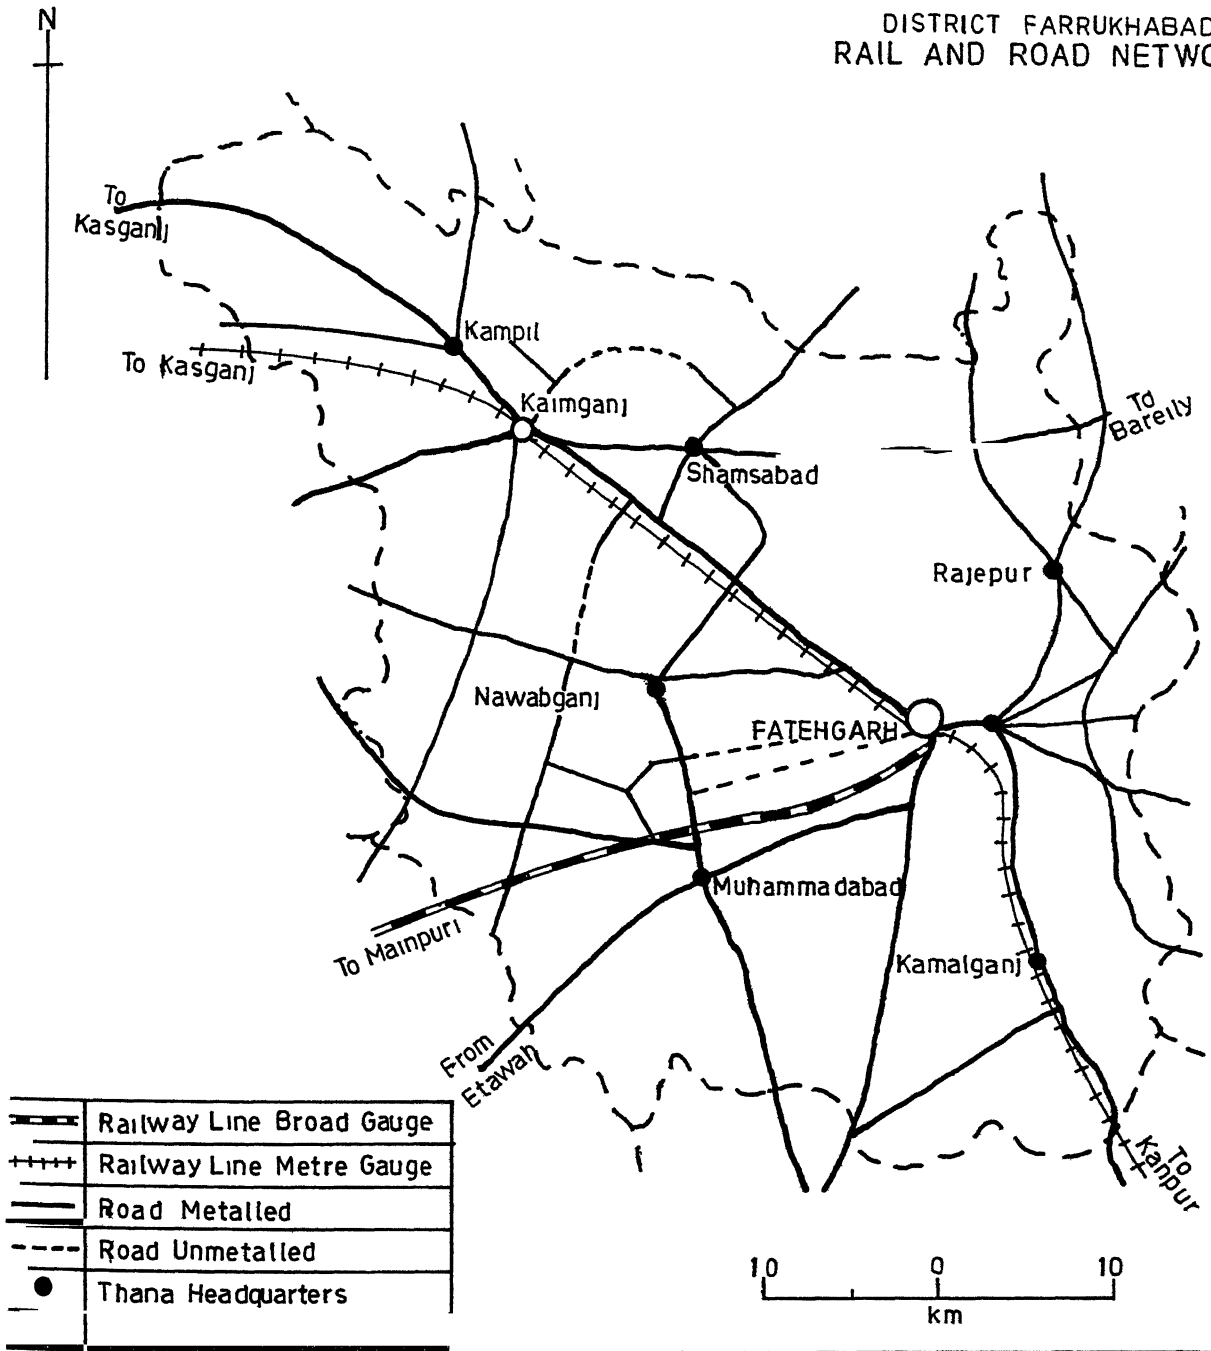 N
DISTRICT FARRUKHABAD
RAIL AND ROAD NETWO
To
Kasganj
Kampil
To Kasganj
Kaimganj
To
Bareily
Shamsabad
Rajepur
Nawabganj
FATEHGARH
Muhammadabad
To Mainpuri
Kamalganj
From
Etawah
To
Kanpur
Railway Line Broad Gauge
Railway Line Metre Gauge
Road Metalled
Road Unmetalled
Thana Headquarters
10 0 10
km